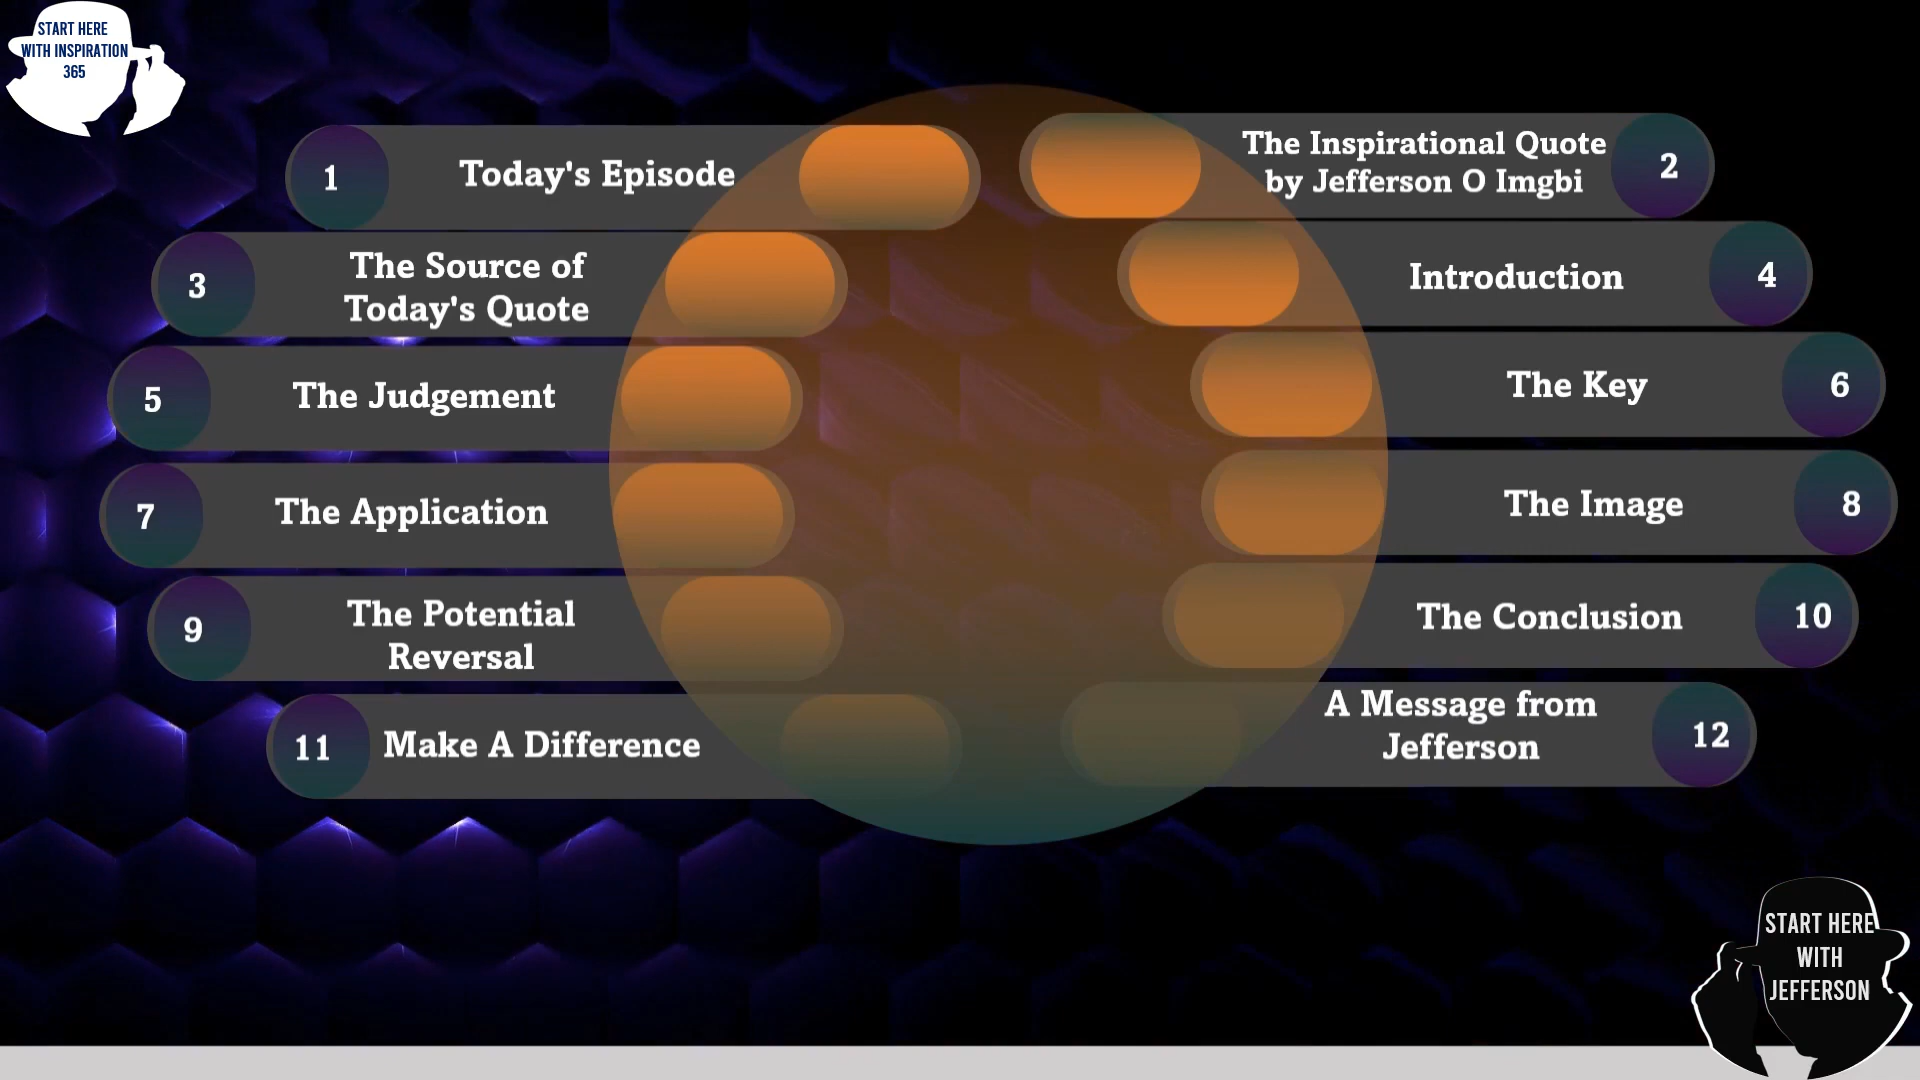 START HERE
WITH INSPIRATION
365
1
Today's Episode
The Inspirational Quote
by Jefferson O Imgbi
2
3
The Source of
Today's Quote
Introduction
4
5
The Judgement
The Key
6
7
The Application
The Image
8
9
The Potential
Reversal
The Conclusion
10
11
Make A Difference
A Message from
Jefferson
12
START HERE
WITH
JEFFERSON